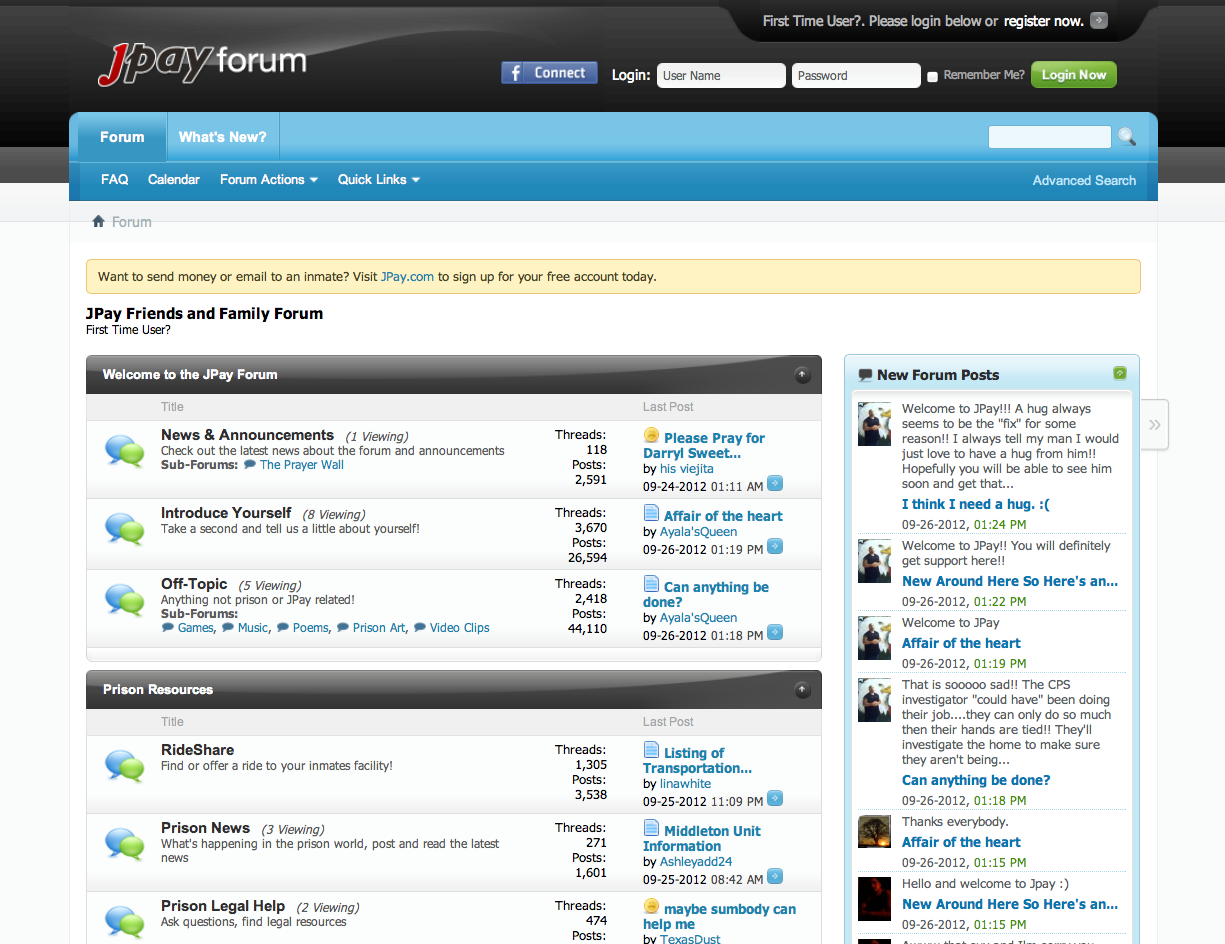 First Time User?. Please login below or register now.
Jpay forum
f Connect
Login: User Name Password Remember Me? Login Now
Forum What's New?
FAQ Calendar Forum Actions Quick Links Advanced Search
Forum
Want to send money or email to an inmate? Visit JPay.com to sign up for your free account today.
JPay Friends and Family Forum
First Time User?
Welcome to the JPay Forum
Title Last Post
News & Announcements (1 Viewing)
Check out the latest news about the forum and announcements
Sub-Forums: The Prayer Wall
Threads:
118
Posts:
2,591
Please Pray for
Darryl Sweet...
by his viejita
09-24-2012 01:11 AM
Introduce Yourself (8 Viewing)
Take a second and tell us a little about yourself!
Threads:
3,670
Posts:
26,594
Affair of the heart
by Ayala'sQueen
09-26-2012 01:19 PM
Off-Topic (5 Viewing)
Anything not prison or JPay related!
Sub-Forums:
Games, Music, Poems, Prison Art, Video Clips
Threads:
2,418
Posts:
44,110
Can anything be
done?
by Ayala'sQueen
09-26-2012 01:18 PM
Prison Resources
Title Last Post
RideShare
Find or offer a ride to your inmates facility!
Threads:
1,305
Posts:
3,538
Listing of
Transportation...
by linawhite
09-25-2012 11:09 PM
Prison News (3 Viewing)
What's happening in the prison world, post and read the latest
news
Threads:
271
Posts:
1,601
Middleton Unit
Information
by Ashleyadd24
09-25-2012 08:42 AM
Prison Legal Help (2 Viewing)
Ask questions, find legal resources
Threads:
474
Posts:
maybe sumbody can
help me
by TexasDust
New Forum Posts
Welcome to JPay!!! A hug always
seems to be the "fix" for some
reason!! I always tell my man I would
just love to have a hug from him!!
Hopefully you will be able to see him
soon and get that...
I think I need a hug. :(
09-26-2012, 01:24 PM
Welcome to JPay!! You will definitely
get support here!!
New Around Here So Here's an...
09-26-2012, 01:22 PM
Welcome to JPay
Affair of the heart
09-26-2012, 01:19 PM
That is sooooo sad!! The CPS
investigator "could have" been doing
their job....they can only do so much
then their hands are tied!! They'll
investigate the home to make sure
they aren't being...
Can anything be done?
09-26-2012, 01:18 PM
Thanks everybody.
Affair of the heart
09-26-2012, 01:15 PM
Hello and welcome to Jpay :)
New Around Here So Here's an...
09-26-2012, 01:15 PM